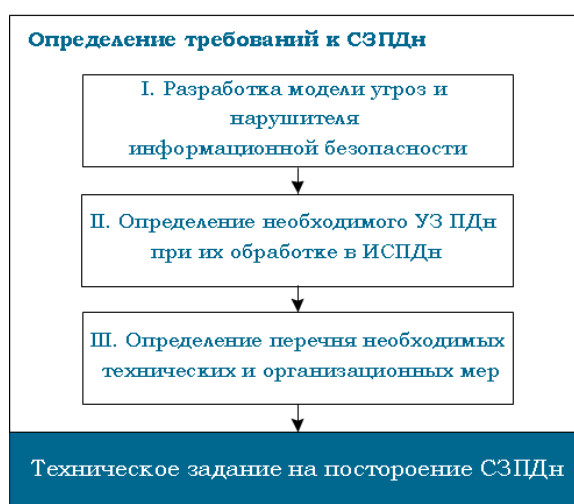 Определение требований к СЗПДн
I. Разработка модели угроз и
нарушителя
информационной безопасности
II. Определение необходимого УЗ ПДн
при их обработке в ИСПДн
III. Определение перечня необходимых
технических и организационных мер
Техническое задание на постороение СЗПДн